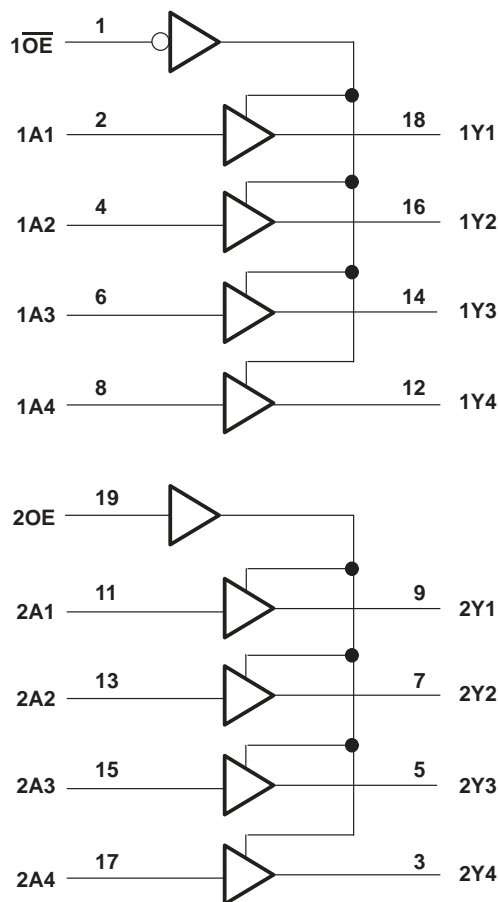 1O̅E̅ 1
1A1 2 18 1Y1
1A2 4 16 1Y2
1A3 6 14 1Y3
1A4 8 12 1Y4
2OE 19
2A1 11 9 2Y1
2A2 13 7 2Y2
2A3 15 5 2Y3
2A4 17 3 2Y4